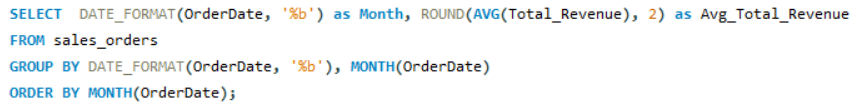 SELECT  DATE_FORMAT(OrderDate, '%b') as Month, ROUND(AVG(Total_Revenue), 2) as Avg_Total_Revenue
FROM sales_orders
GROUP BY DATE_FORMAT(OrderDate, '%b'), MONTH(OrderDate)
ORDER BY MONTH(OrderDate);